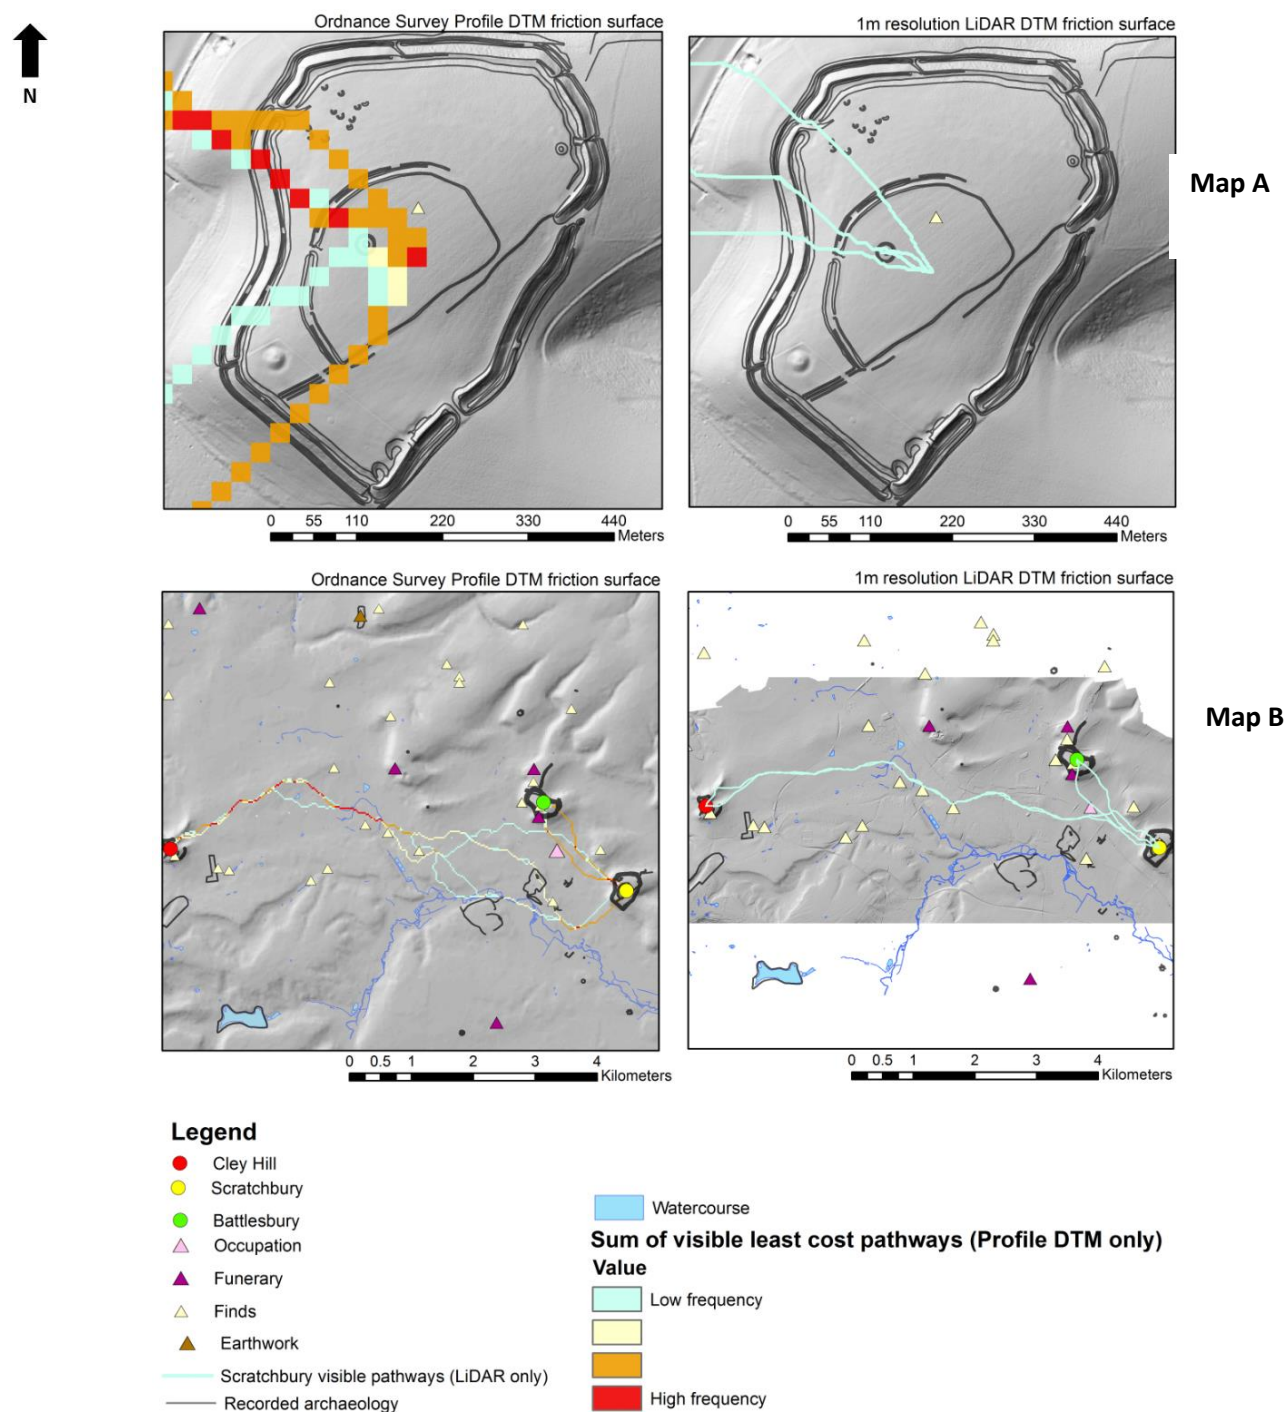 Ordnance Survey Profile DTM friction surface
1m resolution LiDAR DTM friction surface
N
Map A
0 55 110 220 330 440
Meters
0 55 110 220 330 440
Meters
Ordnance Survey Profile DTM friction surface
1m resolution LiDAR DTM friction surface
Map B
0 0.5 1 2 3 4
Kilometers
0 0.5 1 2 3 4
Kilometers
Legend
Cley Hill
Scratchbury
Battlesbury
Occupation
Funerary
Finds
Earthwork
Scratchbury visible pathways (LiDAR only)
Recorded archaeology
Watercourse
Sum of visible least cost pathways (Profile DTM only)
Value
Low frequency
High frequency